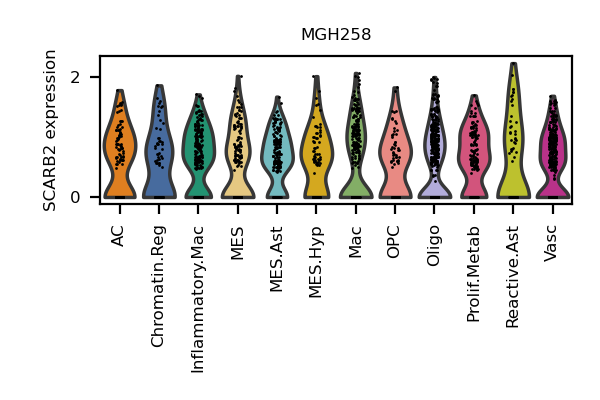 MGH258
SCARB2 expression
2
0
AC
Chromatin.Reg
Inflammatory.Mac
MES
MES.Ast
MES.Hyp
Mac
OPC
Oligo
Prolif.Metab
Reactive.Ast
Vasc